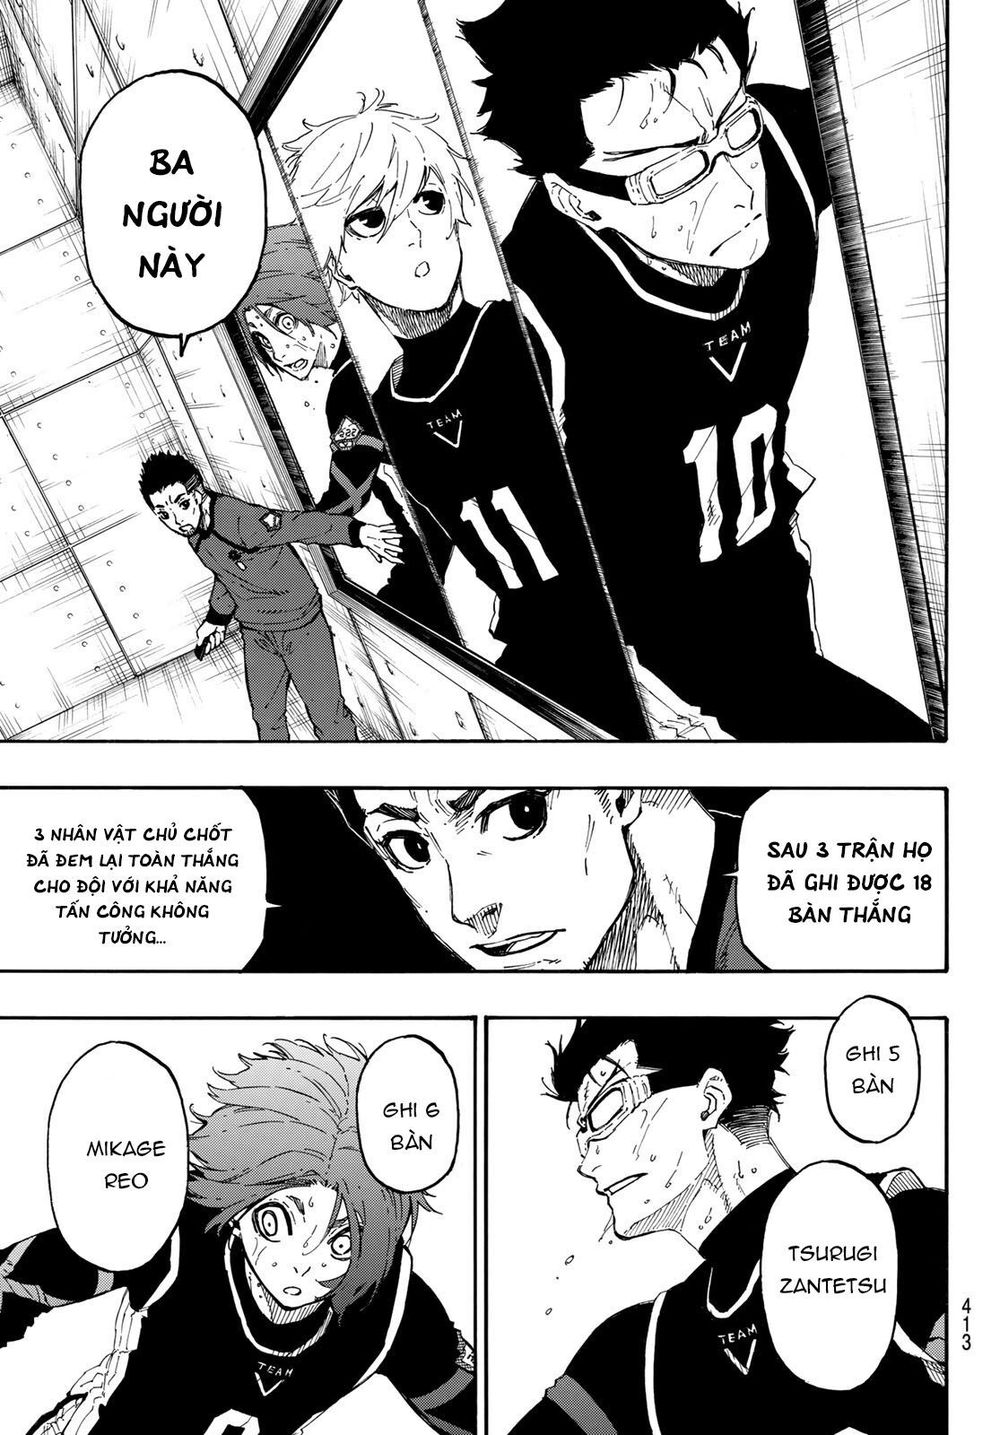 BA
NGƯỜI
NÀY
TEAM
V
11
TEAM
V
10
SAU 3 TRẬN HỌ
ĐÃ GHI ĐƯỢC 18
BÀN THẮNG
3 NHÂN VẬT CHỦ CHỐT
ĐÃ ĐEM LẠI TOÀN THẮNG
CHO ĐỘI VỚI KHẢ NĂNG
TẤN CÔNG KHÔNG
TƯỞNG...
GHI 5
BÀN
TSURUGI
ZANTETSU
TEAM
V
GHI 6
BÀN
MIKAGE
REO
TEAM
V
413